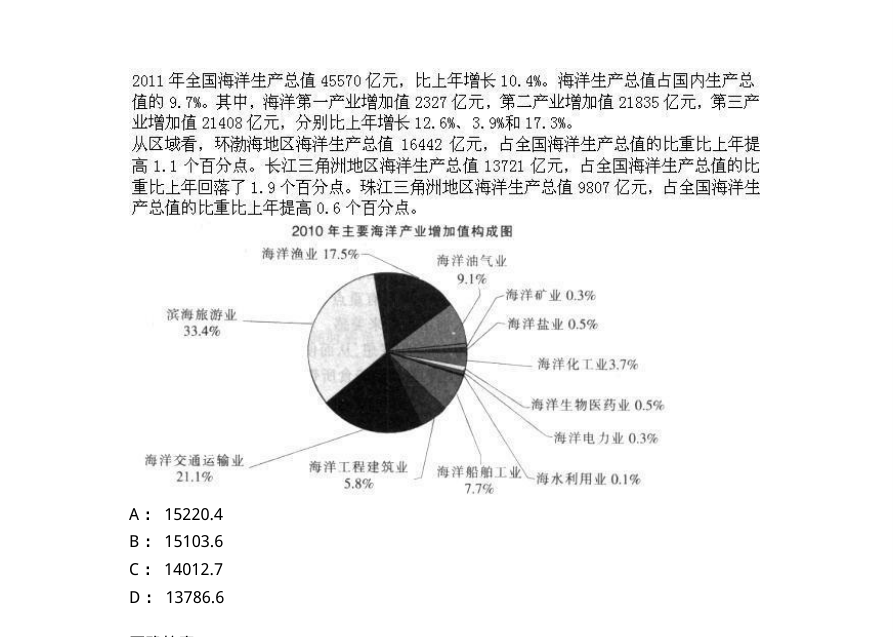 2011 年全国海洋生产总值 45570 亿元，比上年增长 10.4%。海洋生产总值占国内生产总
值的 9.7%。其中，海洋第一产业增加值 2327 亿元，第二产业增加值 21835 亿元，第三产
业增加值 21408 亿元，分别比上年增长 12.6%、3.9%和 17.3%。
从区域看，环渤海地区海洋生产总值 16442 亿元，占全国海洋生产总值的比重比上年提
高 1.1 个百分点。长江三角洲地区海洋生产总值 13721 亿元，占全国海洋生产总值的比
重比上年回落了 1.9 个百分点。珠江三角洲地区海洋生产总值 9807 亿元，占全国海洋生
产总值的比重比上年提高 0.6 个百分点。
2010 年主要海洋产业增加值构成图
海洋渔业 17.5%
海洋油气业
9.1%
海洋矿业 0.3%
海洋盐业 0.5%
海洋化工业3.7%
海洋生物医药业 0.5%
海洋电力业 0.3%
海水利用业 0.1%
海洋船舶工业
7.7%
海洋工程建筑业
5.8%
海洋交通运输业
21.1%
滨海旅游业
33.4%
A： 15220.4
B： 15103.6
C： 14012.7
D： 13786.6